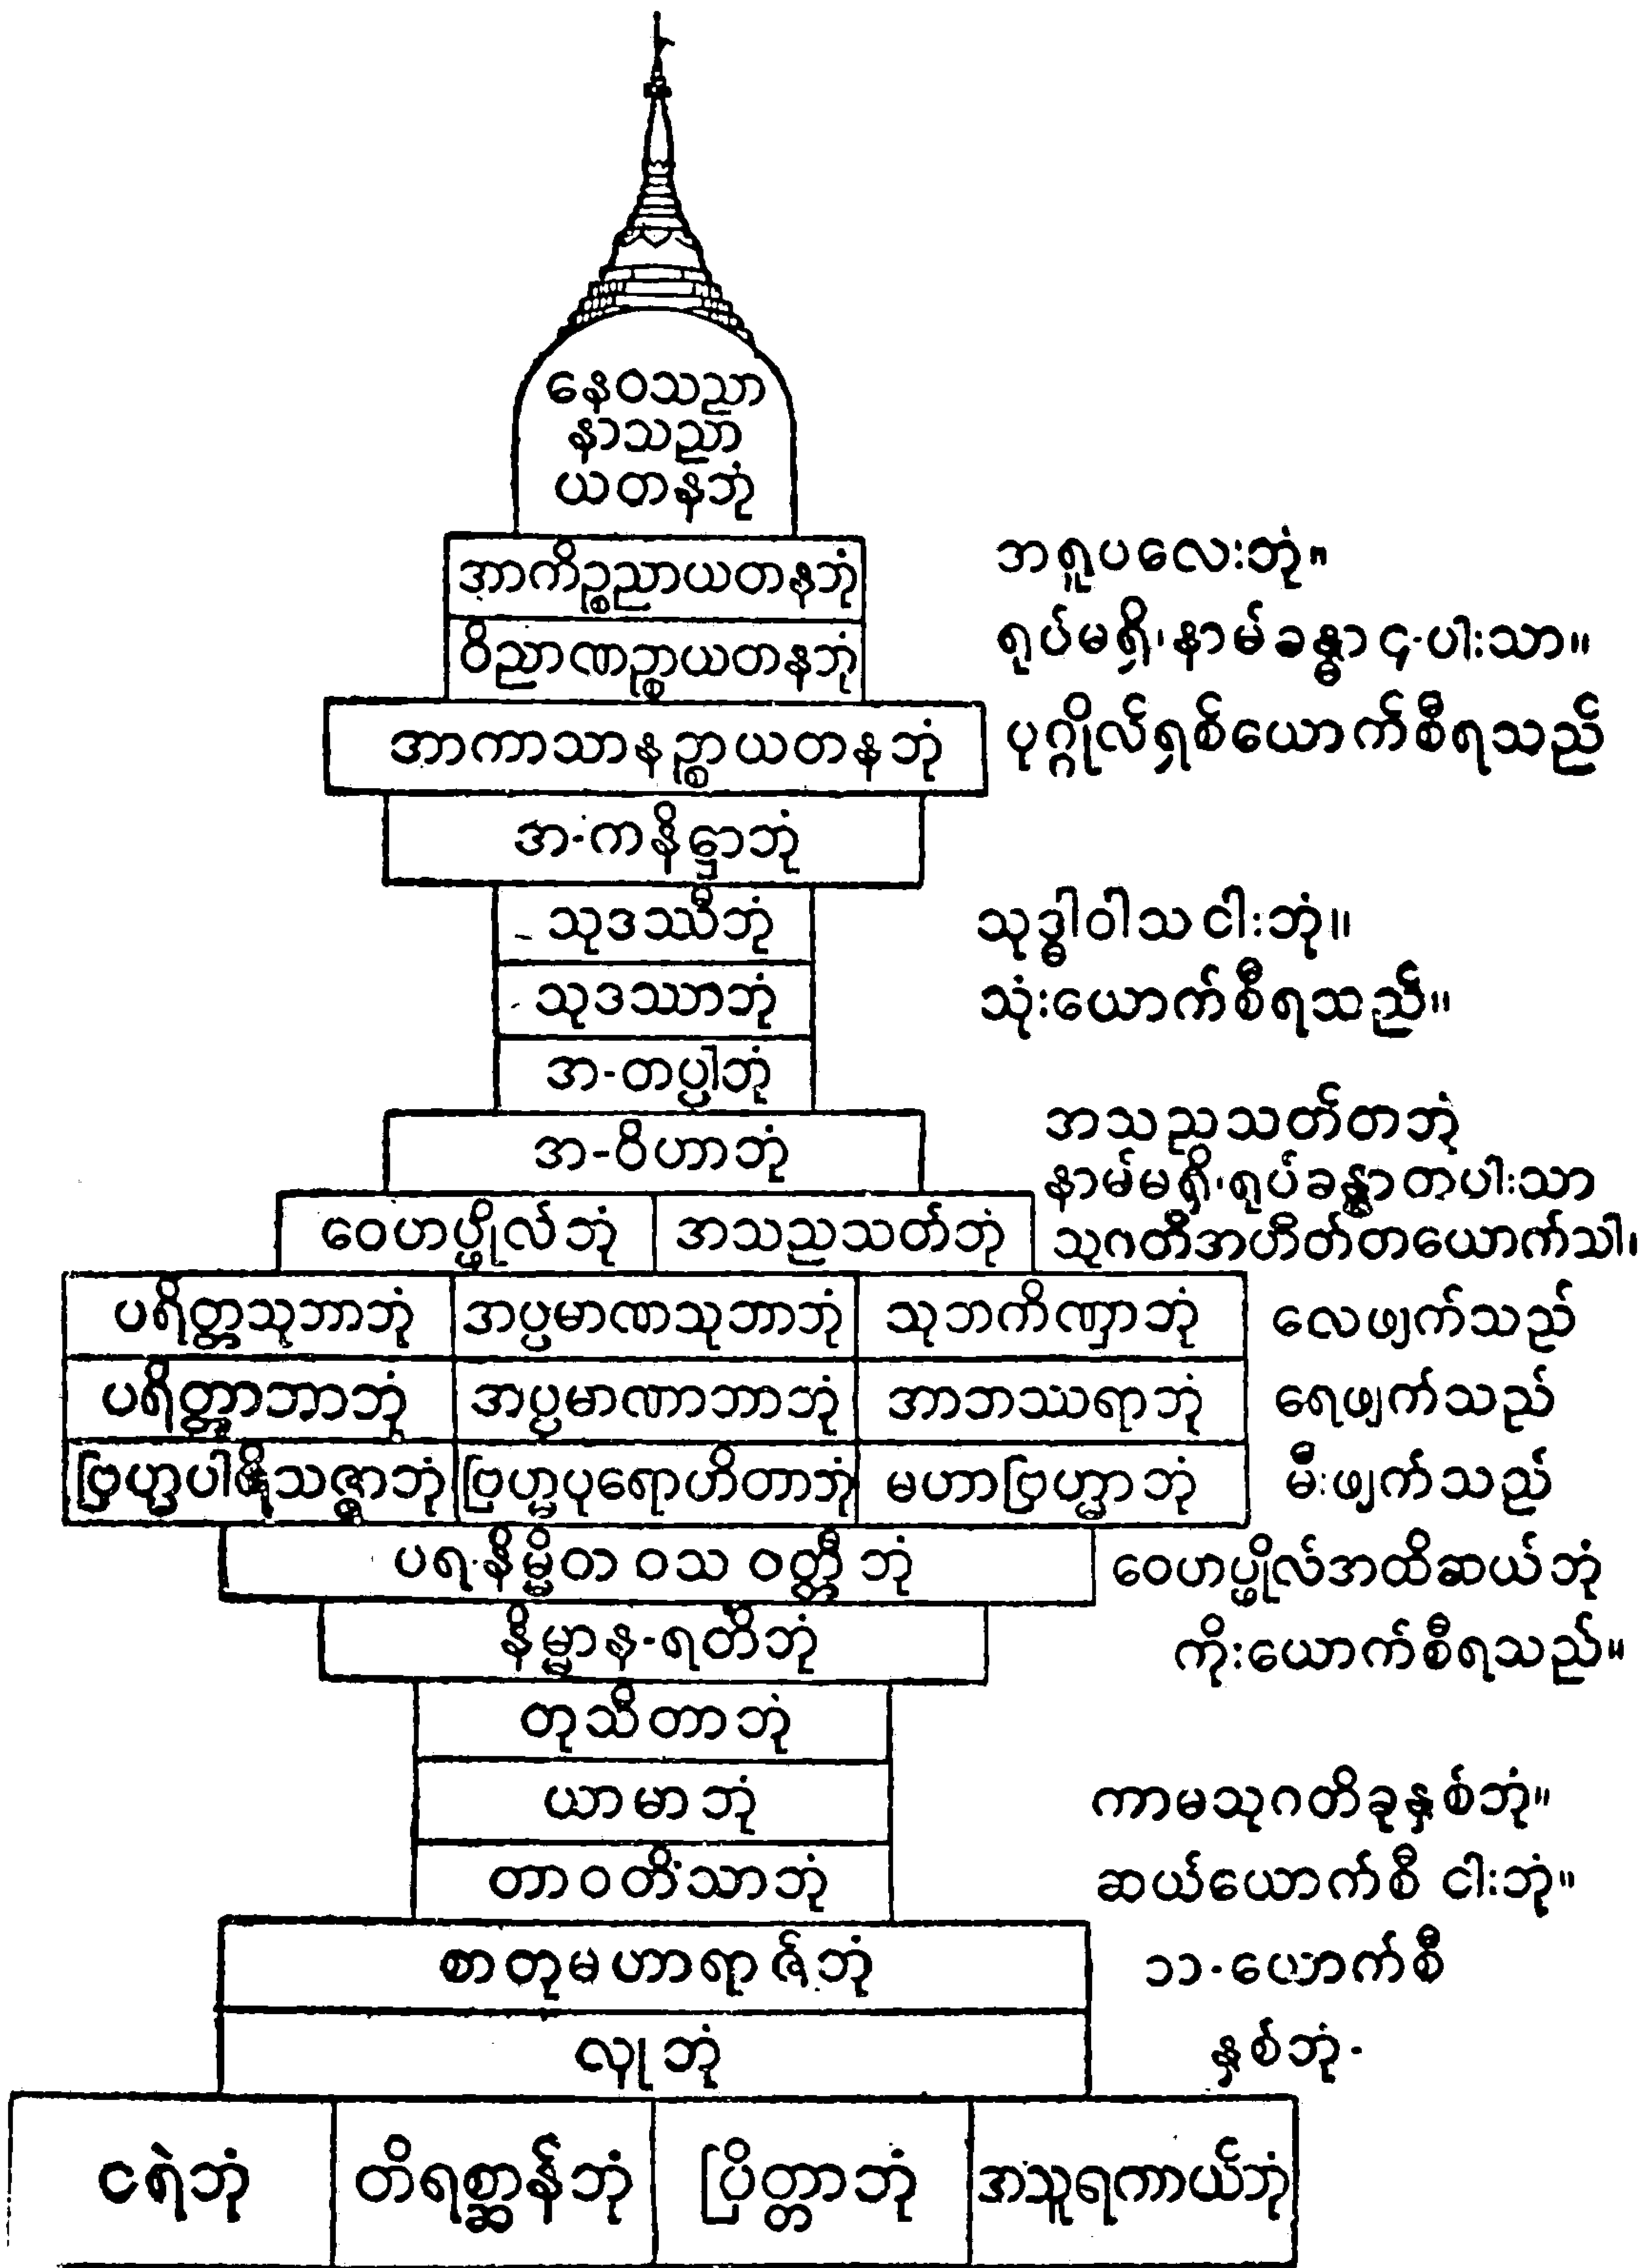 နေဝသညာ
နာသညာ
ယတနဘုံ
အာကိဉ္စညာယတနဘုံ
ဝိညာဏဉ္စာယတနဘုံ
အာကာသာနဉ္စာယတနဘုံ
အရူပလေးဘုံ။
ရုပ်မရှိ၊နာမ်ခန္ဓာ ၄-ပါးသာ။
ပုဂ္ဂိုလ်ရှစ်ယောက်စီရသည်
အ-ကနိဋ္ဌာဘုံ
သုဒဿီဘုံ
သုဒဿာဘုံ
အ-တပ္ပါဘုံ
အ-ဝိဟာဘုံ
သုဒ္ဓါဝါသငါးဘုံ။
သုံးယောက်စီရသည်။
ဝေဟပ္ဖိုလ်ဘုံ အသညသတ်ဘုံ
အသညသတ်တဘုံ
နာမ်မရှိ၊ရုပ်ခန္ဓာတပါးသာ
သုဂတိအဟိတ်တယောက်သါ၊
ပရိတ္တသုဘာဘုံ အပ္ပမာဏသုဘာဘုံ သုဘကိဏှာဘုံ လေဖျက်သည်
ပရိတ္တာဘာဘုံ အပ္ပမာဏာဘာဘုံ အာဘဿရာဘုံ ရေဖျက်သည်
ဗြဟ္မပါရိသဇ္ဇာဘုံ ဗြဟ္မပုရောဟိတာဘုံ မဟာဗြဟ္မာဘုံ မီးဖျက်သည်
ပရ-နိမ္မိတ ဝသ ဝတ္တီ ဘုံ
နိမ္မာန-ရတိဘုံ
ဝေဟပ္ဖိုလ်အထိဆယ်ဘုံ
ကိုးယောက်စီရသည်။
တုသိတာဘုံ
ယာမာဘုံ
တာဝတိံသာဘုံ
စာတုမဟာရာဇ်ဘုံ
လူဘုံ
ကာမသုဂတိခုနှစ်ဘုံ။
ဆယ်ယောက်စီ ငါးဘုံ။
၁၁-ယောက်စီ
နှစ်ဘုံ-
ငရဲဘုံ တိရစ္ဆာန်ဘုံ ပြိတ္တာဘုံ အသူရကာယ်ဘုံ